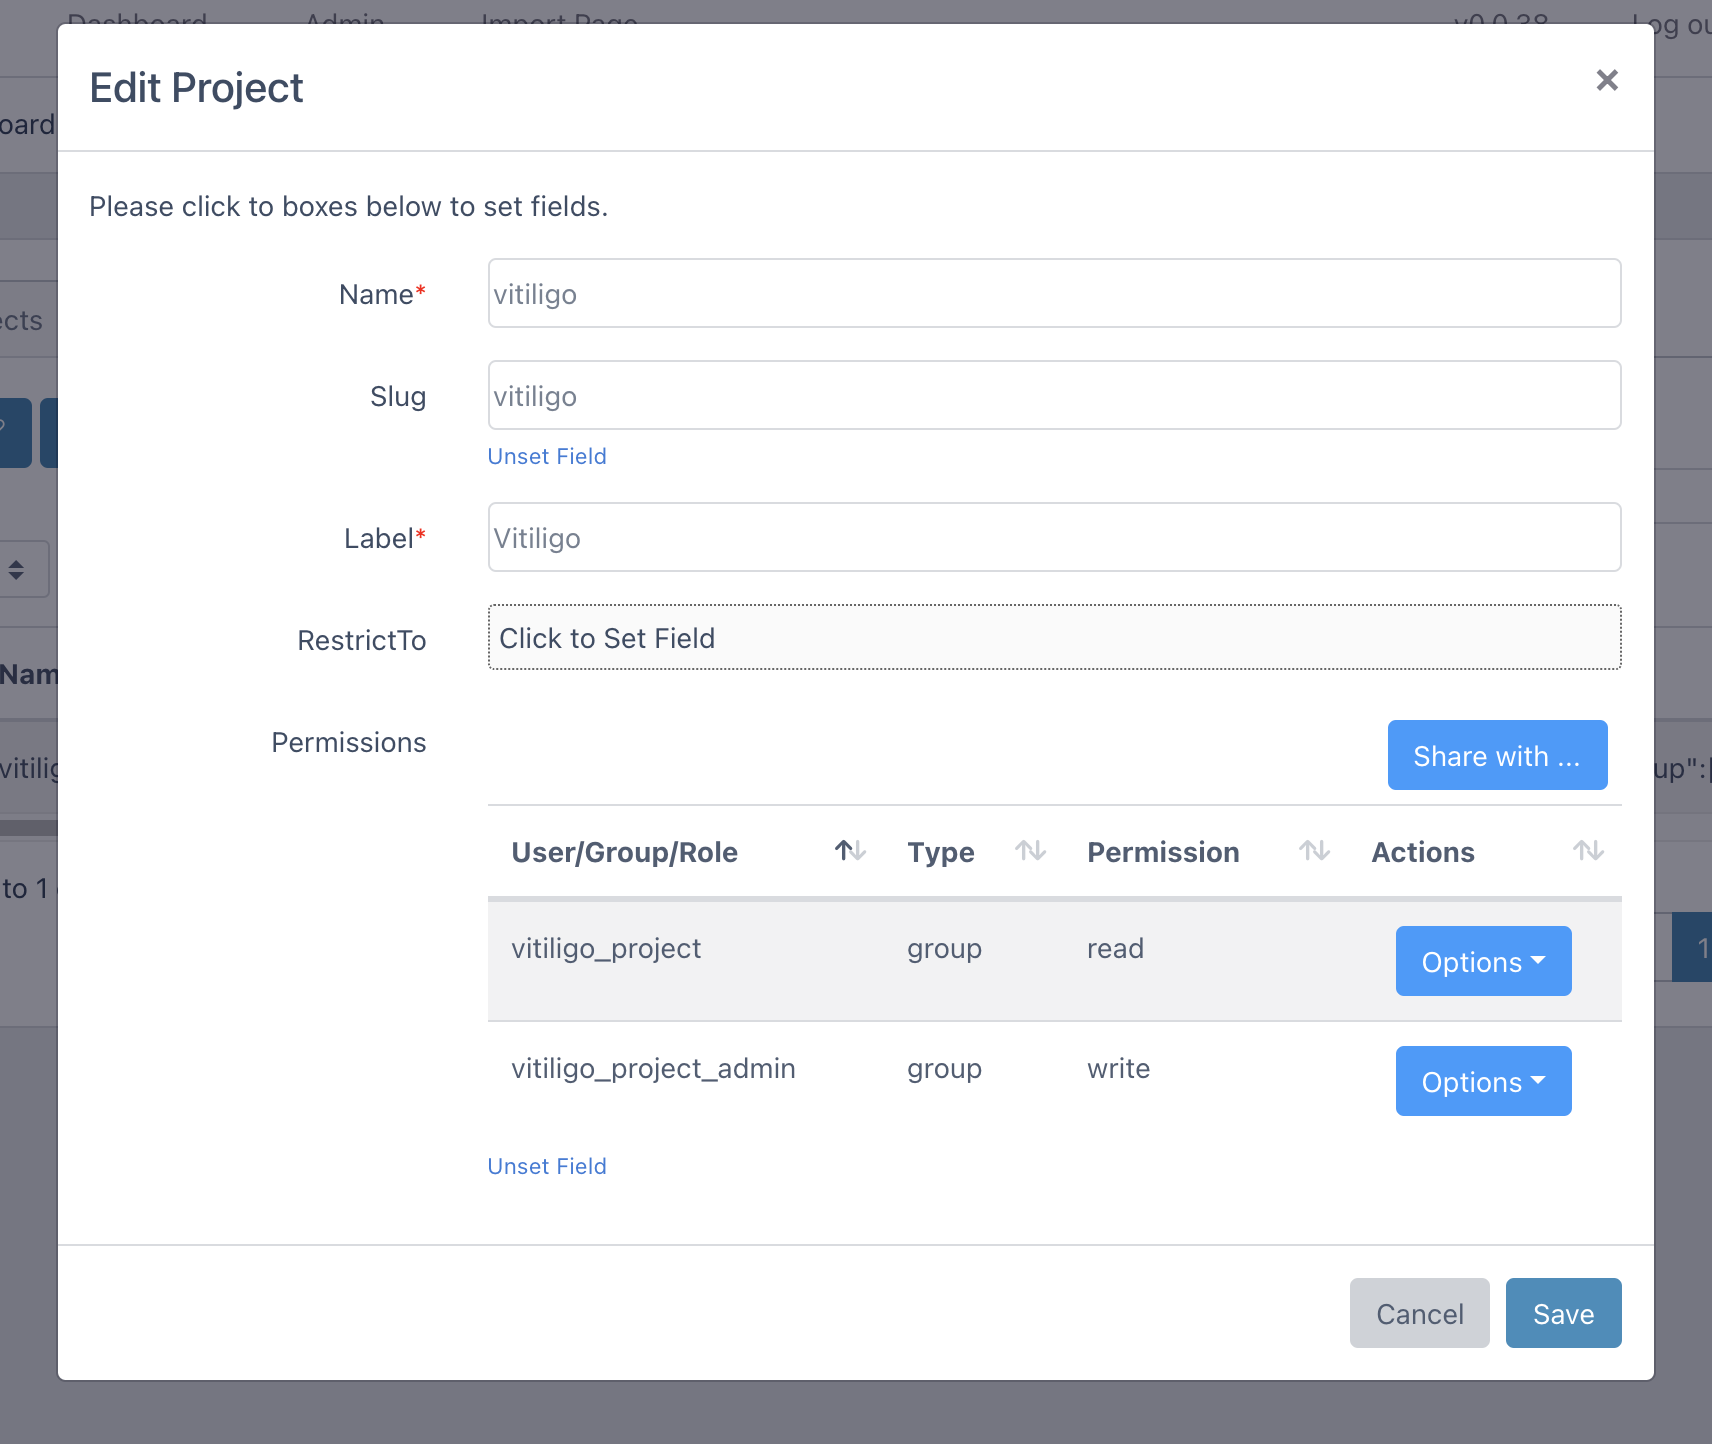 Dashboard Admin Import Page v0.0.38 Log ou
Edit Project
×
oard
Please click to boxes below to set fields.
Name* vitiligo
ects
Slug vitiligo
Unset Field
Label* Vitiligo
RestrictTo Click to Set Field
Nam
Permissions Share with ...
vitilig
up":[
User/Group/Role Type Permission Actions
to 1
vitiligo_project group read Options
1
vitiligo_project_admin group write Options
Unset Field
Cancel Save